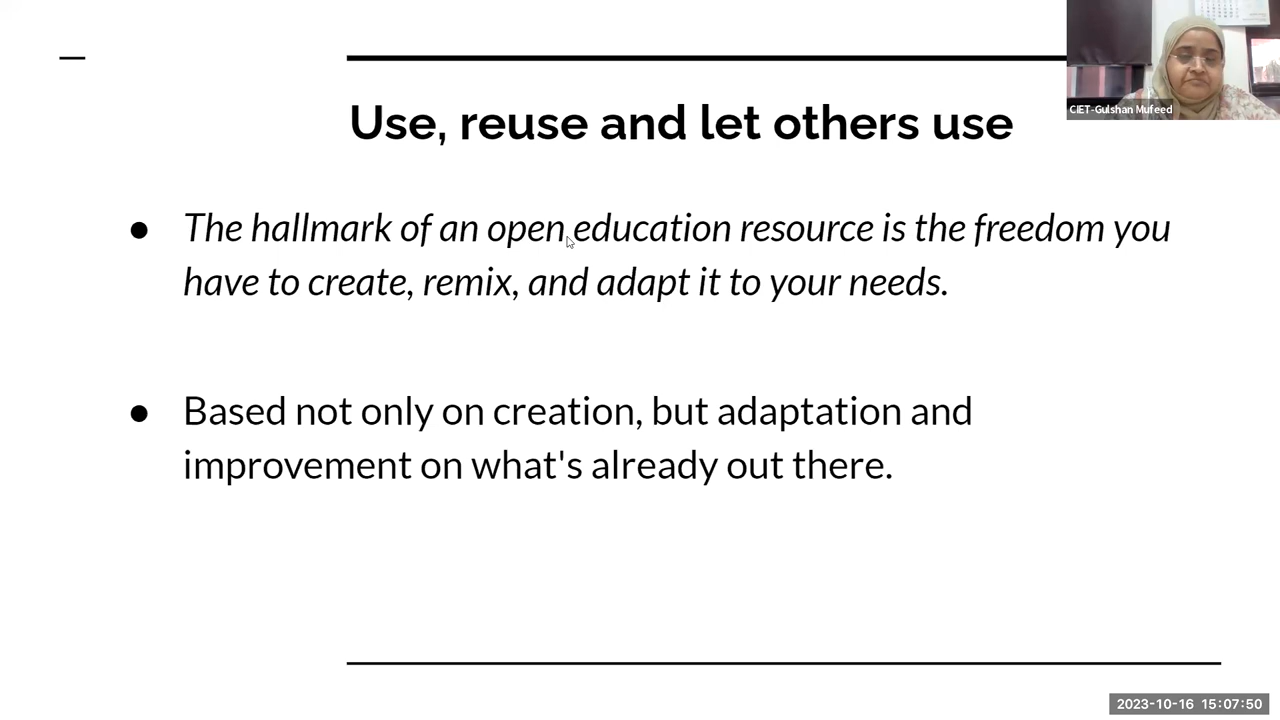 CIET-Gulshan Mufeed
Use, reuse and let others use
● The hallmark of an open education resource is the freedom you
have to create, remix, and adapt it to your needs.
● Based not only on creation, but adaptation and
improvement on what's already out there.
2023-10-16 15:07:50